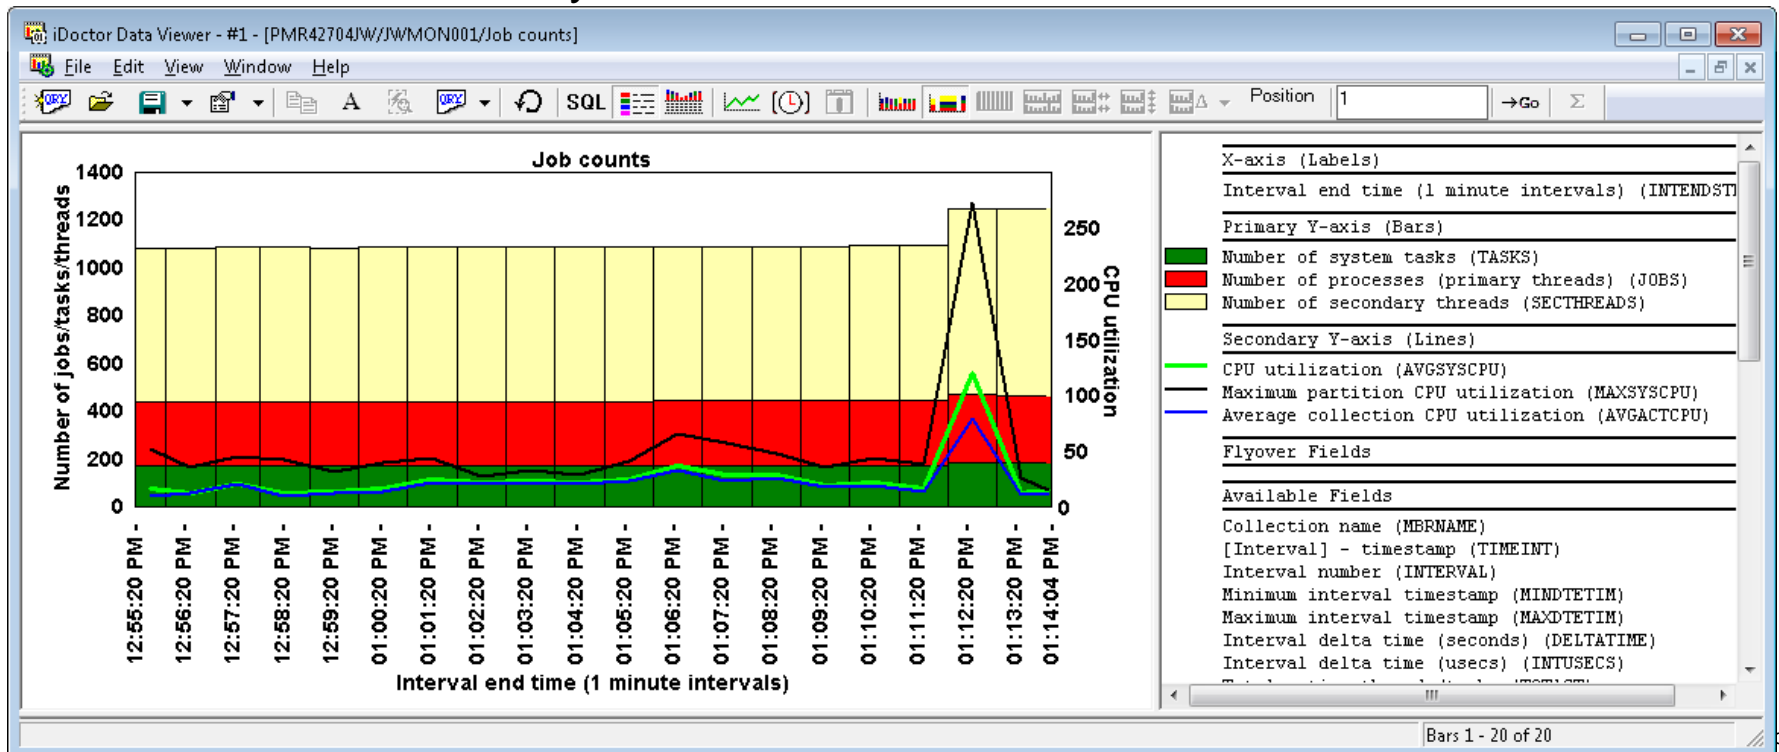 iDoctor Data Viewer - #1 - [PMR42704JW/JWMON001/Job counts]
File Edit View Window Help
QRY A QRY SQL Position 1 →Go Σ
Job counts
Number of jobs/tasks/threads
1400
1200
1000
800
600
400
200
0
250
200
150
100
50
0
CPU utilization
12:55:20 PM -
12:56:20 PM -
12:57:20 PM -
12:58:20 PM -
12:59:20 PM -
01:00:20 PM -
01:01:20 PM -
01:02:20 PM -
01:03:20 PM -
01:04:20 PM -
01:05:20 PM -
01:06:20 PM -
01:07:20 PM -
01:08:20 PM -
01:09:20 PM -
01:10:20 PM -
01:11:20 PM -
01:12:20 PM -
01:13:20 PM -
01:14:04 PM -
Interval end time (1 minute intervals)
X-axis (Labels)
Interval end time (1 minute intervals) (INTENDST
Primary Y-axis (Bars)
Number of system tasks (TASKS)
Number of processes (primary threads) (JOBS)
Number of secondary threads (SECTHREADS)
Secondary Y-axis (Lines)
CPU utilization (AVGSYSCPU)
Maximum partition CPU utilization (MAXSYSCPU)
Average collection CPU utilization (AVGACTCPU)
Flyover Fields
Available Fields
Collection name (MBRNAME)
[Interval] - timestamp (TIMEINT)
Interval number (INTERVAL)
Minimum interval timestamp (MINDTETIM)
Maximum interval timestamp (MAXDTETIM)
Interval delta time (seconds) (DELTATIME)
Interval delta time (usecs) (INTUSECS)
Bars 1 - 20 of 20